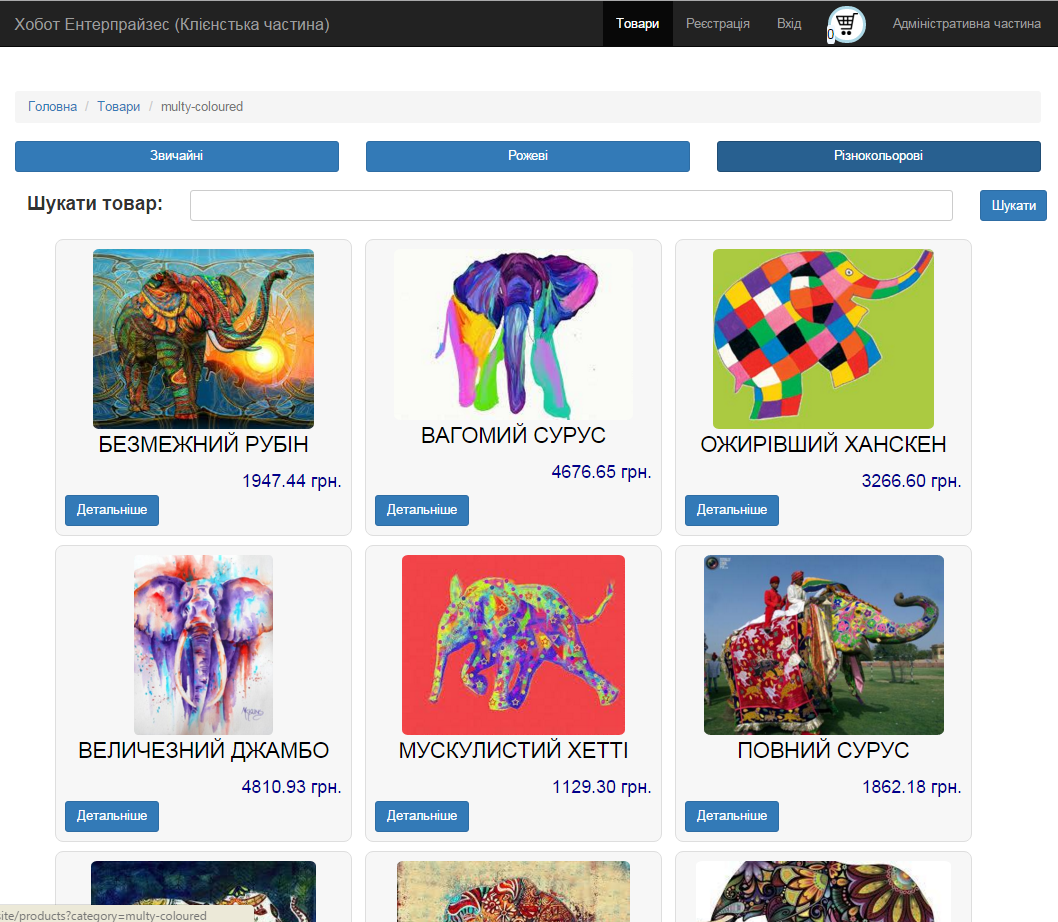 Хобот Ентерпрайзес (Клієнстька частина)
Товари
Реєстрація
Вхід
0
Адміністративна частина
Головна / Товари / multy-coloured
Звичайні
Рожеві
Різнокольорові
Шукати товар:
Шукати
БЕЗМЕЖНИЙ РУБІН
1947.44 грн.
Детальніше
ВАГОМИЙ СУРУС
4676.65 грн.
Детальніше
ОЖИРІВШИЙ ХАНСКЕН
3266.60 грн.
Детальніше
ВЕЛИЧЕЗНИЙ ДЖАМБО
4810.93 грн.
Детальніше
МУСКУЛИСТИЙ ХЕТТІ
1129.30 грн.
Детальніше
ПОВНИЙ СУРУС
1862.18 грн.
Детальніше
site/products?category=multy-coloured